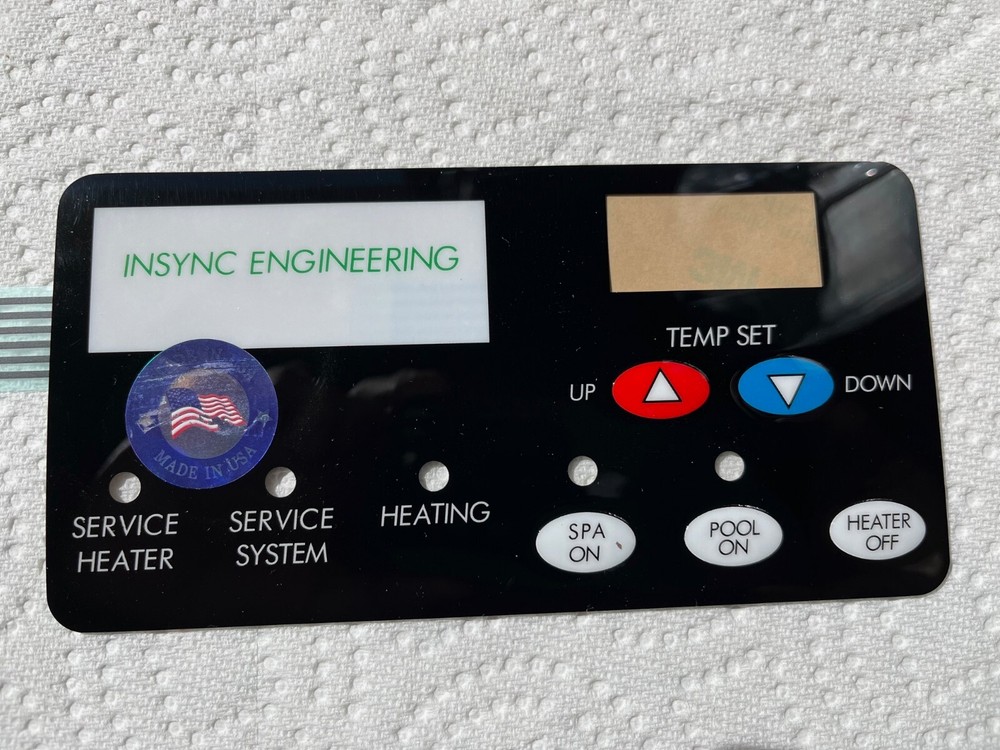 INSYNC ENGINEERING
TEMP SET
UP
DOWN
MADE IN USA
SERVICE
HEATER
SERVICE
SYSTEM
HEATING
SPA
ON
POOL
ON
HEATER
OFF